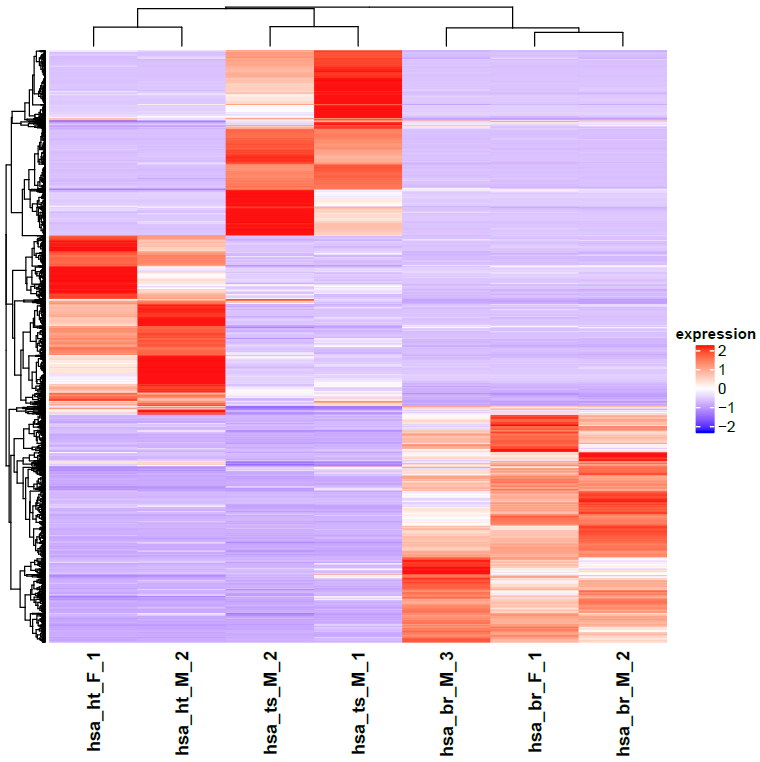 expression
2
1
0
−1
−2
hsa_ht_F_1
hsa_ht_M_2
hsa_ts_M_2
hsa_ts_M_1
hsa_br_M_3
hsa_br_F_1
hsa_br_M_2